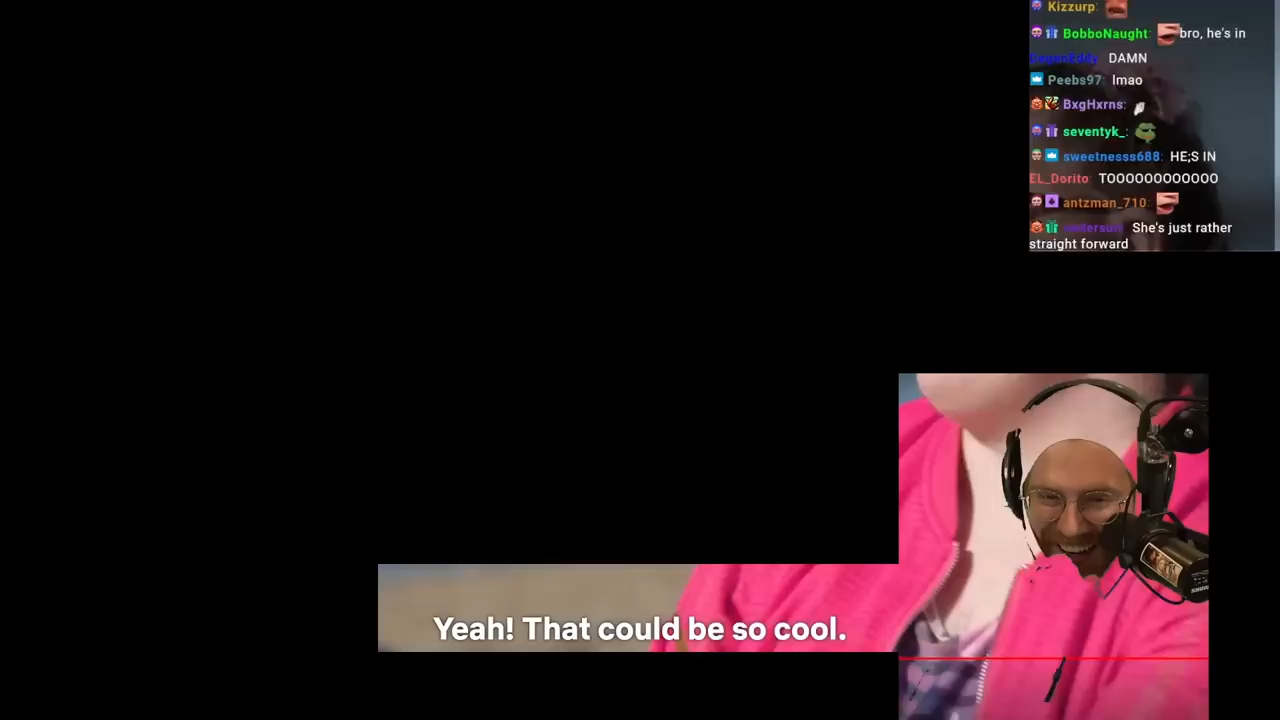 Kizzurp:
BobboNaught: bro, he's in
DAMN
Peebs97: lmao
BxgHxrns:
seventyk_:
sweetnesss688: HE;S IN
EL_Dorito: TOOOOOOOOOOOO
antzman_710:
She's just rather
straight forward
Yeah! That could be so cool.